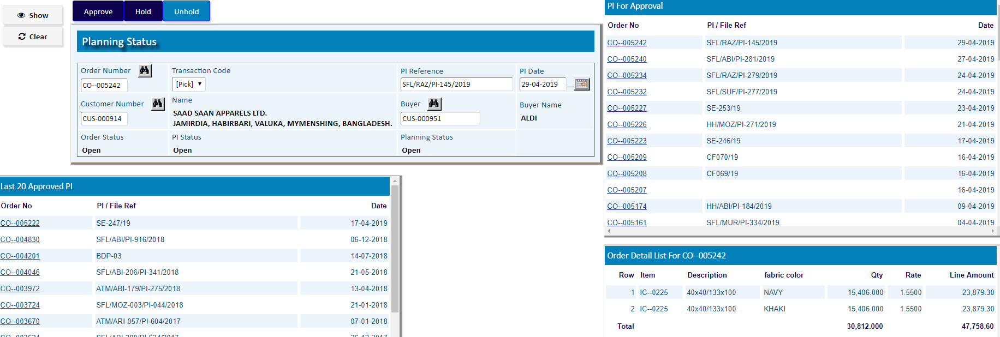 Show
Clear
Approve Hold Unhold
Planning Status
Order Number Transaction Code PI Reference PI Date
CO--005242 [Pick] SFL/RAZ/PI-145/2019 29-04-2019
Customer Number Name Buyer Buyer Name
CUS-000914 SAAD SAAN APPARELS LTD. CUS-000951 ALDI
JAMIRDIA, HABIRBARI, VALUKA, MYMENSHING, BANGLADESH.
Order Status PI Status Planning Status
Open Open Open
Last 20 Approved PI
Order No PI / File Ref Date
CO--005222 SE-247/19 17-04-2019
CO--004830 SFL/ABI/PI-916/2018 06-12-2018
CO--004201 BDP-03 14-07-2018
CO--004046 SFL/ABI-206/PI-341/2018 21-05-2018
CO--003972 ATM/ABI-179/PI-275/2018 13-04-2018
CO--003724 SFL/MOZ-003/PI-044/2018 21-01-2018
CO--003670 ATM/ARI-057/PI-604/2017 07-01-2018
PI For Approval
Order No PI / File Ref Date
CO--005242 SFL/RAZ/PI-145/2019 29-04-2019
CO--005240 SFL/ABI/PI-281/2019 27-04-2019
CO--005234 SFL/RAZ/PI-279/2019 24-04-2019
CO--005232 SFL/SUF/PI-277/2019 24-04-2019
CO--005227 SE-253/19 23-04-2019
CO--005226 HH/MOZ/PI-271/2019 21-04-2019
CO--005223 SE-246/19 17-04-2019
CO--005209 CF070/19 16-04-2019
CO--005208 CF069/19 16-04-2019
CO--005207 16-04-2019
CO--005174 HH/ABI/PI-184/2019 09-04-2019
CO--005161 SFL/MUR/PI-334/2019 04-04-2019
Order Detail List For CO--005242
Row Item Description fabric color Qty Rate Line Amount
1 IC--0225 40x40/133x100 NAVY 15,406.000 1.5500 23,879.30
2 IC--0225 40x40/133x100 KHAKI 15,406.000 1.5500 23,879.30
Total 30,812.000 47,758.60